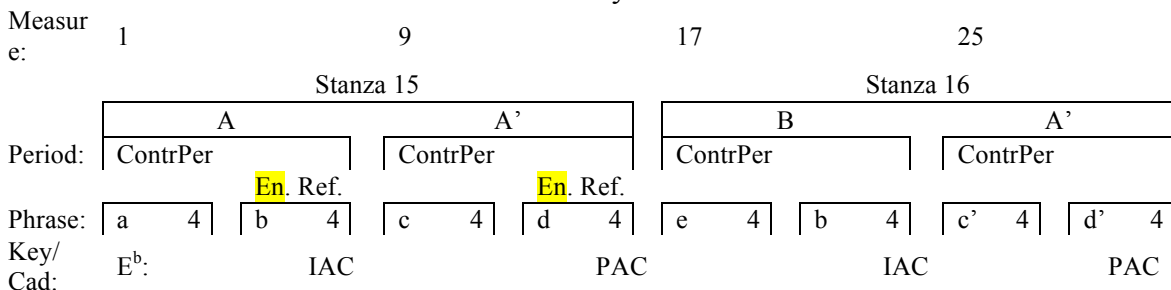 Measur
e: 1 9 17 25
Stanza 15 Stanza 16
A A’ B A’
Period: ContrPer ContrPer ContrPer ContrPer
En. Ref. En. Ref.
Phrase: a 4 b 4 c 4 d 4 e 4 b 4 c’ 4 d’ 4
Key/
Cad: E♭: IAC PAC IAC PAC